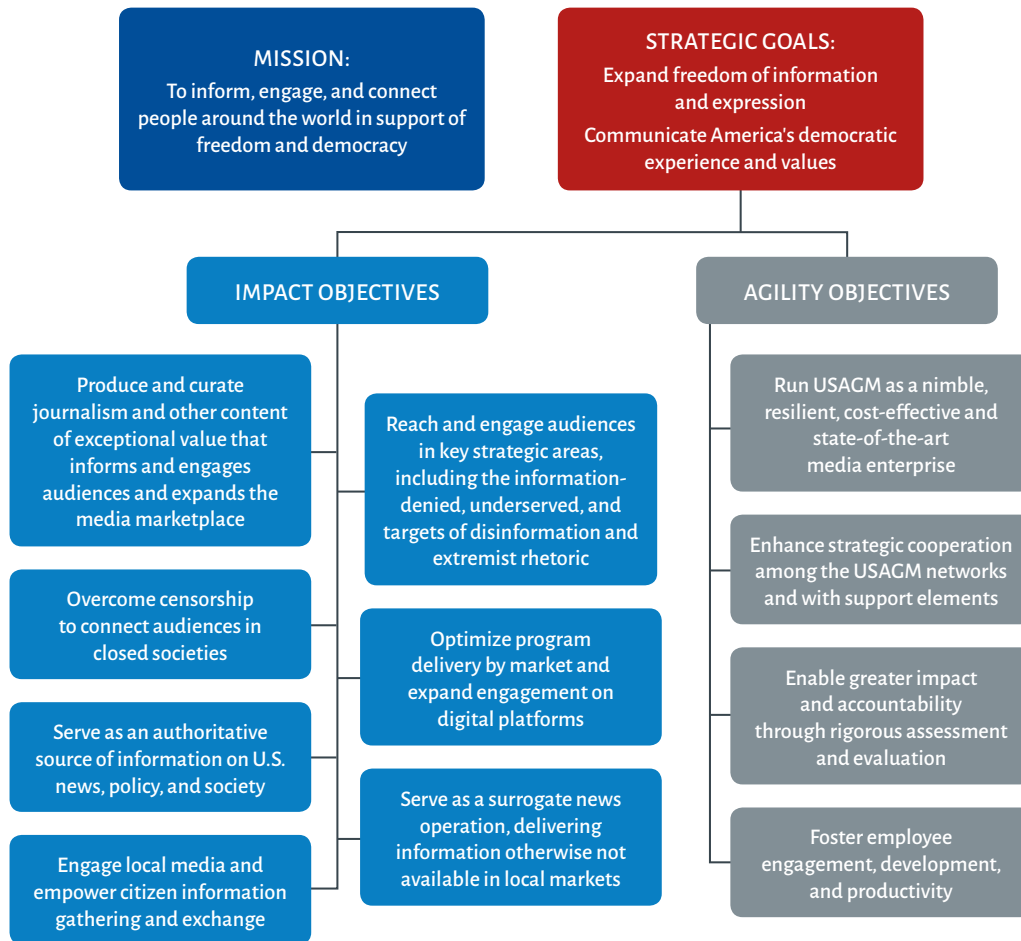 MISSION:
To inform, engage, and connect
people around the world in support of
freedom and democracy
STRATEGIC GOALS:
Expand freedom of information
and expression
Communicate America's democratic
experience and values
IMPACT OBJECTIVES
Produce and curate
journalism and other content
of exceptional value that
informs and engages
audiences and expands the
media marketplace
Reach and engage audiences
in key strategic areas,
including the information-
denied, underserved, and
targets of disinformation and
extremist rhetoric
Overcome censorship
to connect audiences in
closed societies
Optimize program
delivery by market and
expand engagement on
digital platforms
Serve as an authoritative
source of information on U.S.
news, policy, and society
Serve as a surrogate news
operation, delivering
information otherwise not
available in local markets
Engage local media and
empower citizen information
gathering and exchange
AGILITY OBJECTIVES
Run USAGM as a nimble,
resilient, cost-effective and
state-of-the-art
media enterprise
Enhance strategic cooperation
among the USAGM networks
and with support elements
Enable greater impact
and accountability
through rigorous assessment
and evaluation
Foster employee
engagement, development,
and productivity